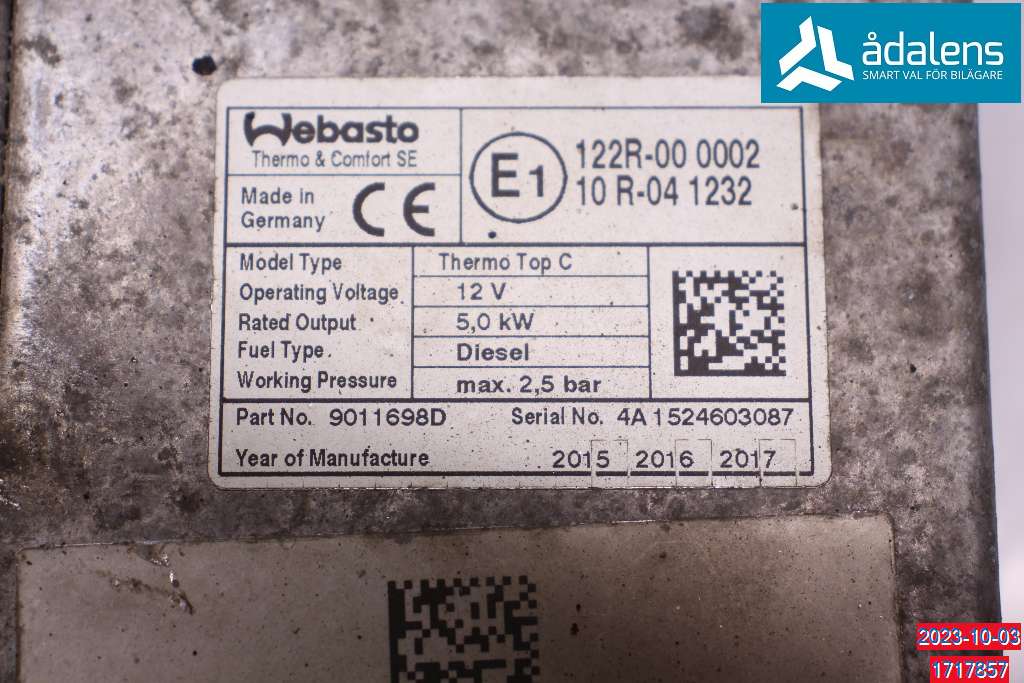 ådalens
SMART VAL FÖR BILÄGARE
Webasto
Thermo & Comfort SE
Made in
Germany
CE
E1
122R-00 0002
10 R-04 1232
Model Type Thermo Top C
Operating Voltage 12 V
Rated Output 5,0 kW
Fuel Type Diesel
Working Pressure max. 2,5 bar
Part No. 9011698D Serial No. 4A 1524603087
Year of Manufacture 2015 2016 2017
2023-10-03
1717857